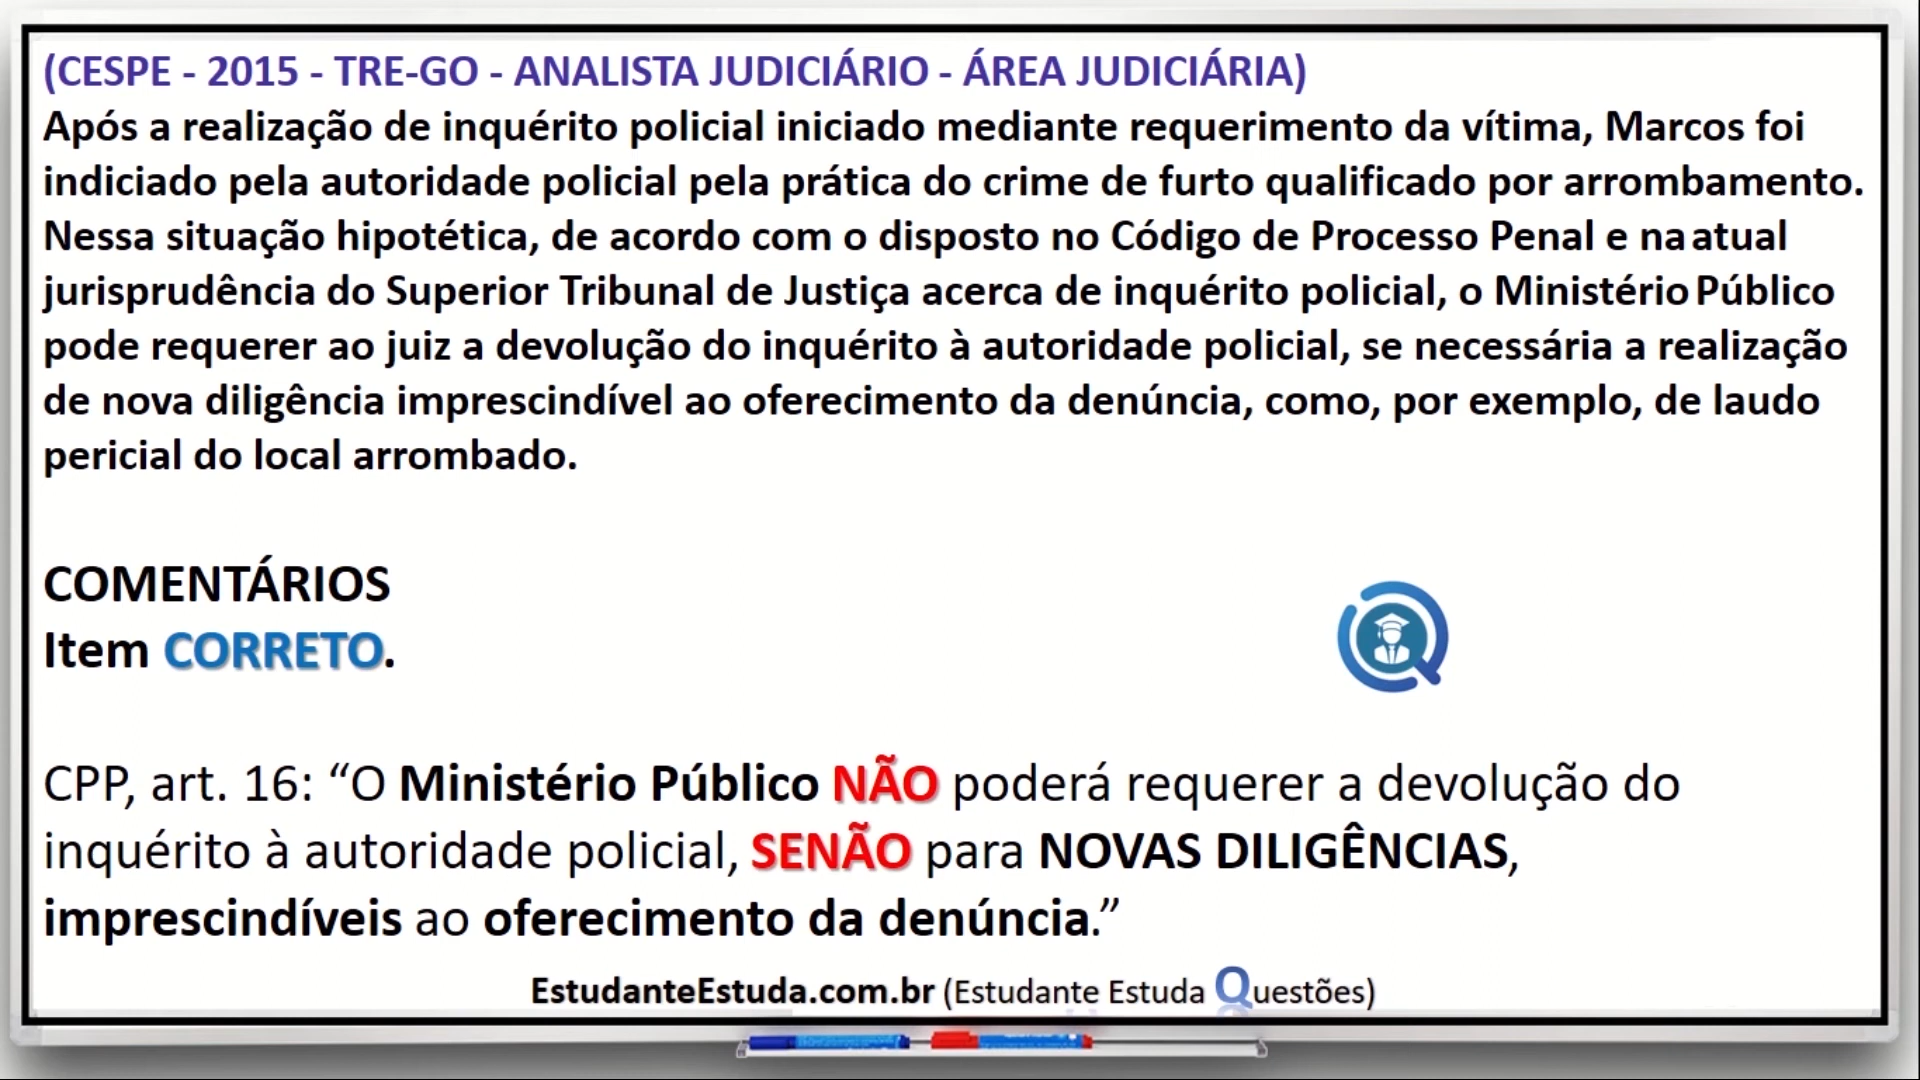 (CESPE - 2015 - TRE-GO - ANALISTA JUDICIÁRIO - ÁREA JUDICIÁRIA)
Após a realização de inquérito policial iniciado mediante requerimento da vítima, Marcos foi
indiciado pela autoridade policial pela prática do crime de furto qualificado por arrombamento.
Nessa situação hipotética, de acordo com o disposto no Código de Processo Penal e na atual
jurisprudência do Superior Tribunal de Justiça acerca de inquérito policial, o Ministério Público
pode requerer ao juiz a devolução do inquérito à autoridade policial, se necessária a realização
de nova diligência imprescindível ao oferecimento da denúncia, como, por exemplo, de laudo
pericial do local arrombado.
COMENTÁRIOS
Item CORRETO.
CPP, art. 16: “O Ministério Público NÃO poderá requerer a devolução do
inquérito à autoridade policial, SENÃO para NOVAS DILIGÊNCIAS,
imprescindíveis ao oferecimento da denúncia.”
EstudanteEstuda.com.br (Estudante Estuda Questões)